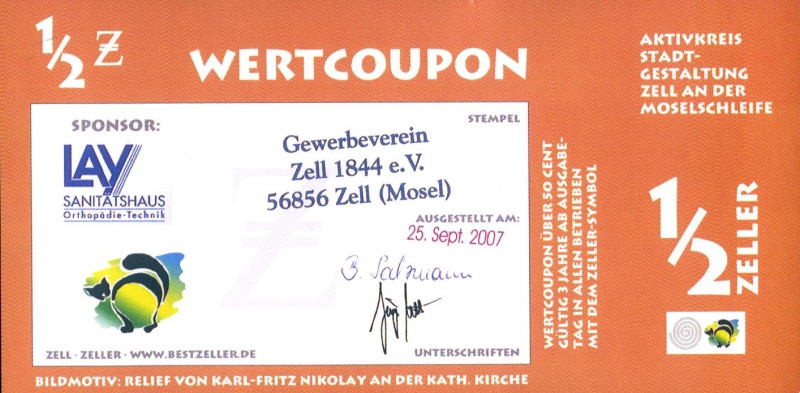 1/2 Z
WERTCOUPON
AKTIVKREIS
STADT-
GESTALTUNG
ZELL AN DER
MOSELSCHLEIFE
SPONSOR:
LAY
SANITÄTSHAUS
Orthopädie-Technik
STEMPEL
Gewerbeverein
Zell 1844 e.V.
56856 Zell (Mosel)
AUSGESTELLT AM:
25. Sept. 2007
B. Salzmann
UNTERSCHRIFTEN
ZELL · ZELLER · WWW.BESTZELLER.DE
WERTCOUPON ÜBER 50 CENT
GÜLTIG 3 JAHRE AB AUSGABE-
TAG IN ALLEN BETRIEBEN
MIT DEM ZELLER-SYMBOL
1/2
ZELLER
BILDMOTIV: RELIEF VON KARL-FRITZ NIKOLAY AN DER KATH. KIRCHE